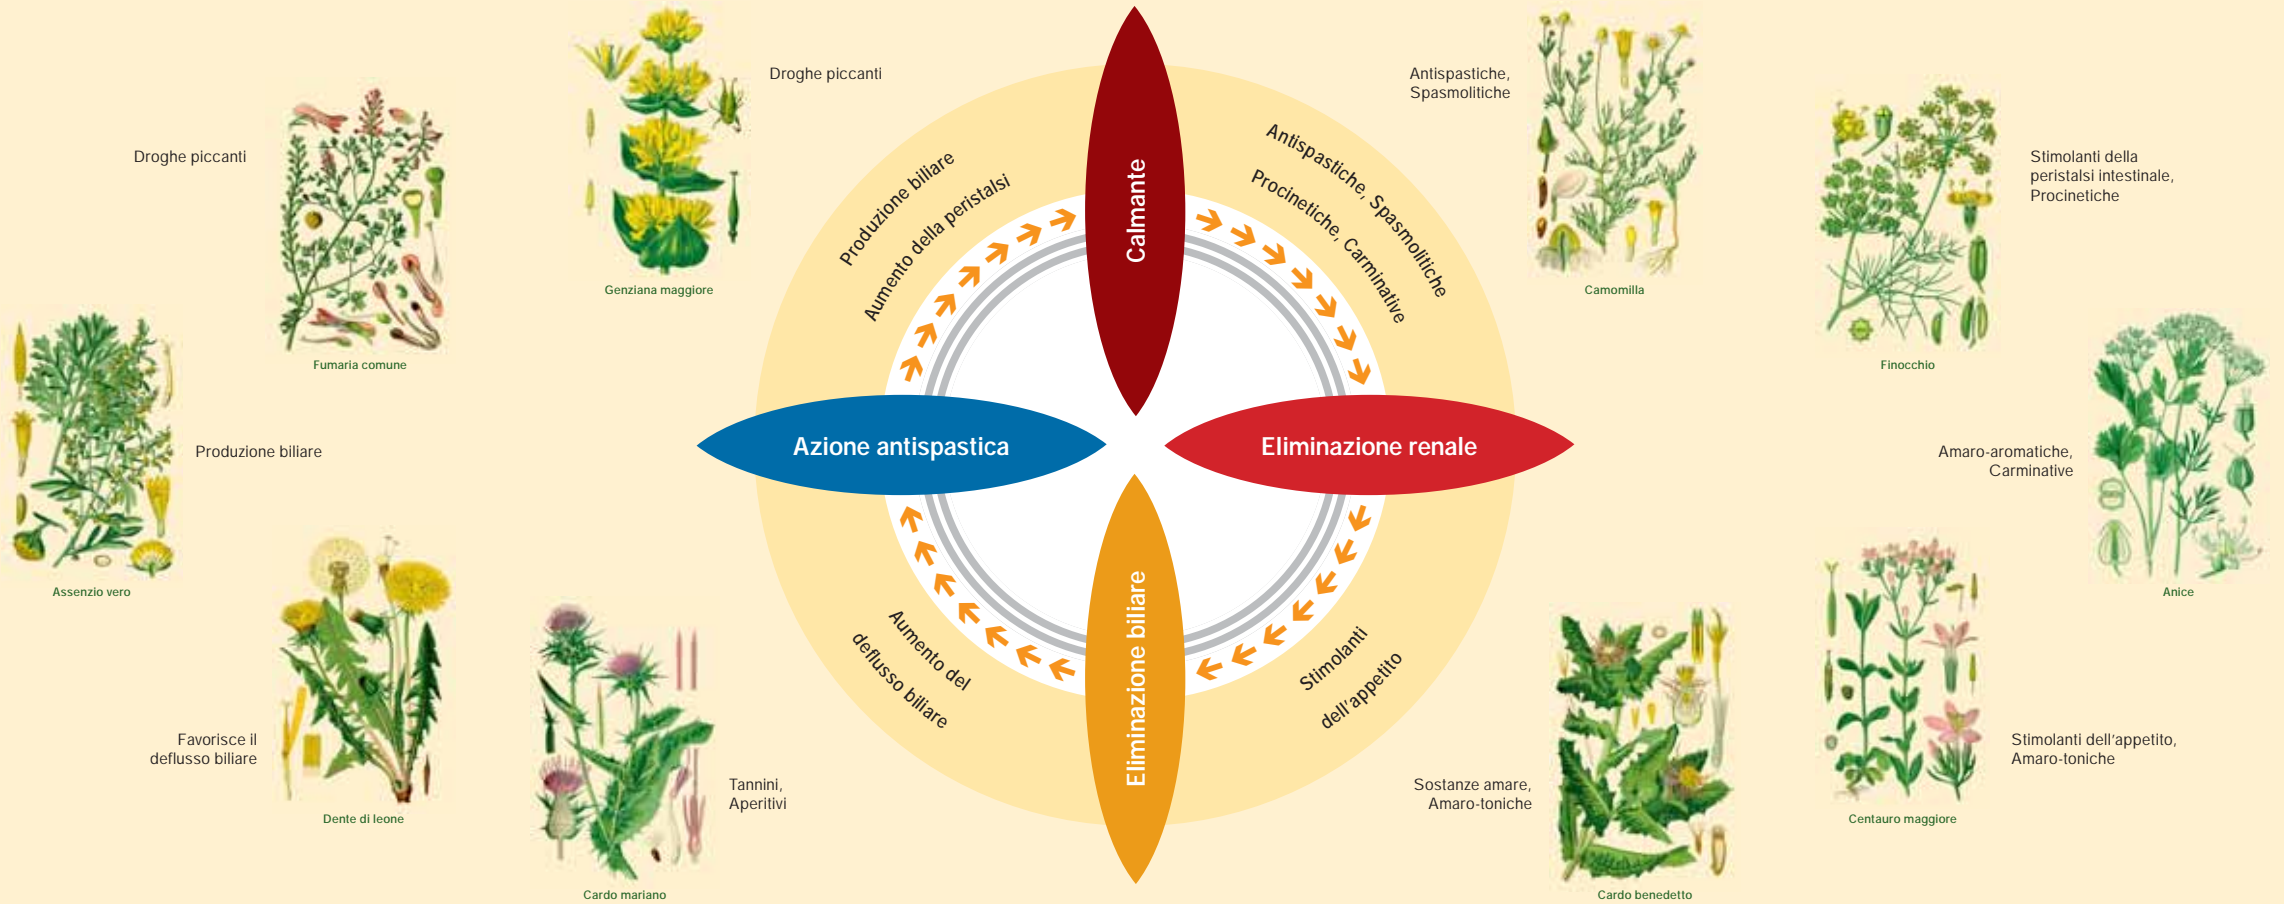 Droghe piccanti
Genziana maggiore
Droghe piccanti
Fumaria comune
Produzione biliare
Assenzio vero
Favorisce il
deflusso biliare
Dente di leone
Tannini,
Aperitivi
Cardo mariano
Produzione biliare
Aumento della peristalsi
Calmante
Antispastiche, Spasmolitiche
Procinetiche, Carminative
Azione antispastica
Eliminazione renale
Aumento del
deflusso biliare
Eliminazione biliare
Stimolanti
dell'appetito
Antispastiche,
Spasmolitiche
Camomilla
Stimolanti della
peristalsi intestinale,
Procinetiche
Finocchio
Amaro-aromatiche,
Carminative
Anice
Stimolanti dell'appetito,
Amaro-toniche
Centauro maggiore
Sostanze amare,
Amaro-toniche
Cardo benedetto